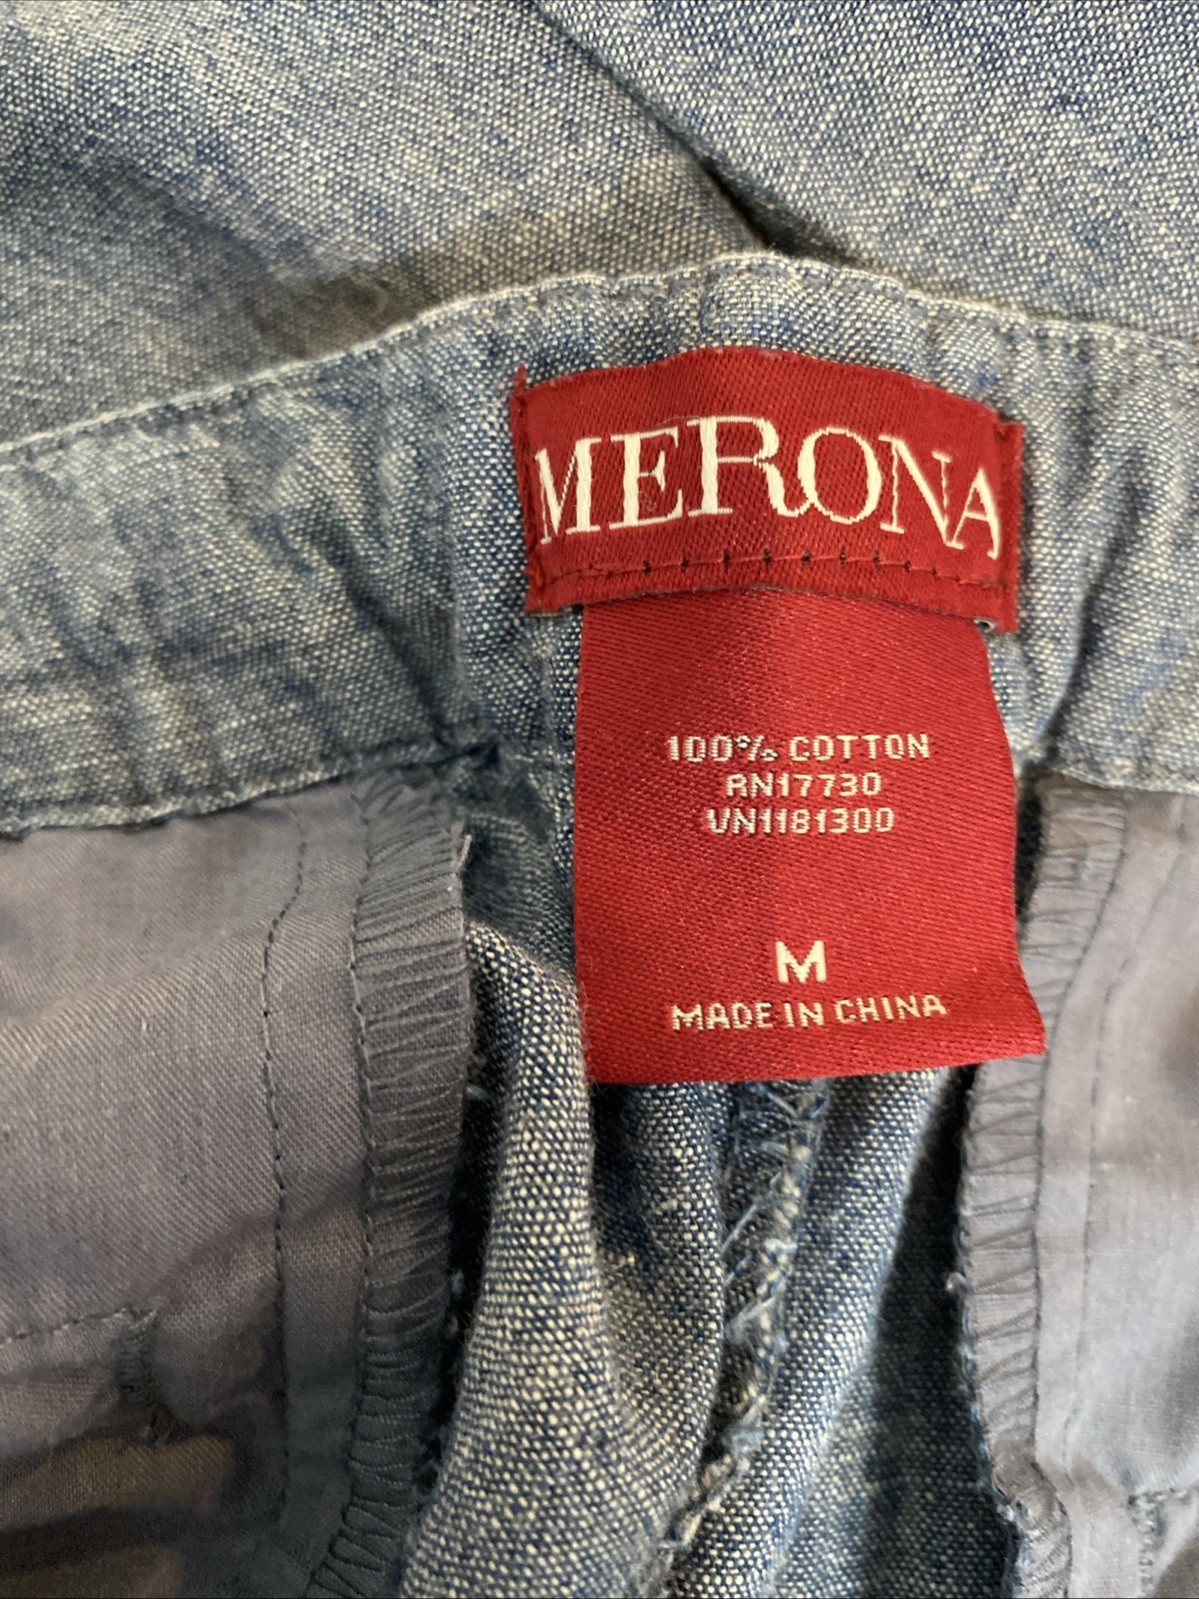 MERONA
100% COTTON
RN17730
VN1181300
M
MADE IN CHINA